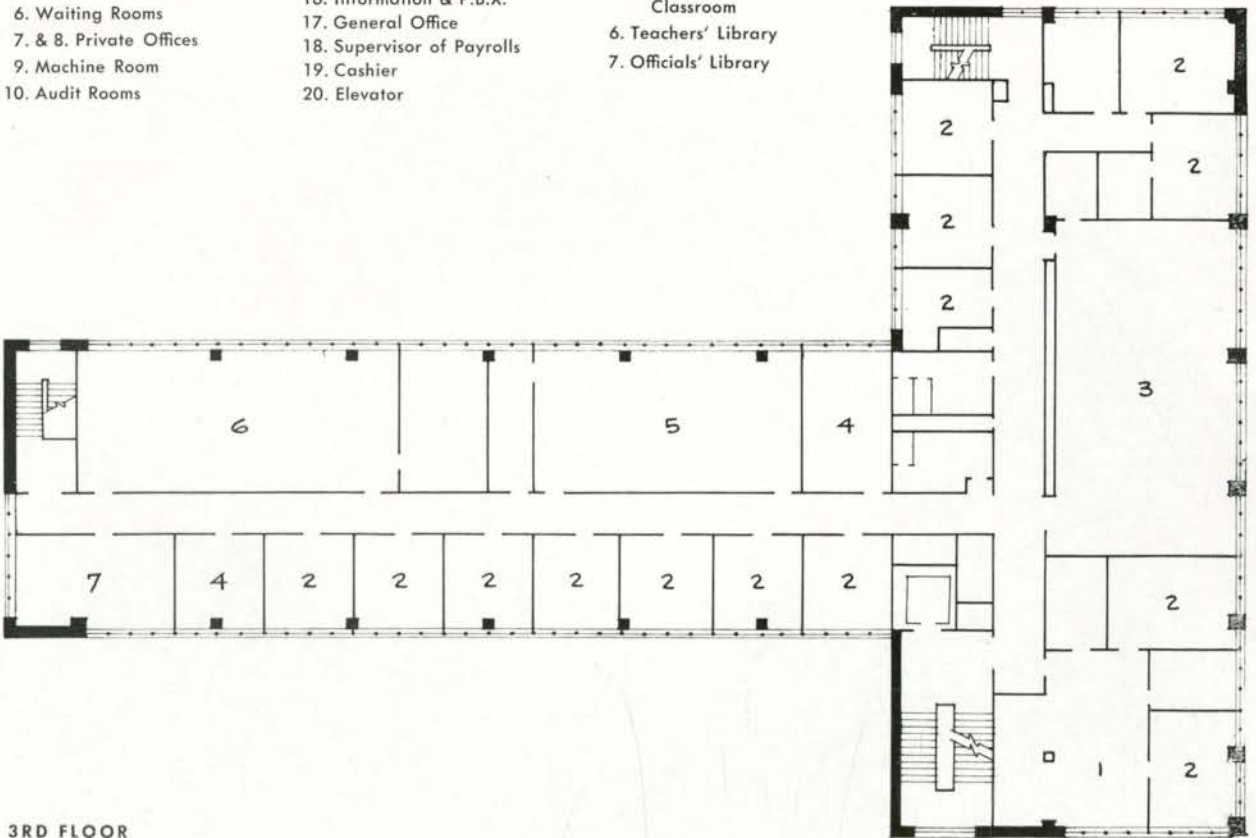 6. Waiting Rooms
7. & 8. Private Offices
9. Machine Room
10. Audit Rooms
16. Information & P.B.X.
17. General Office
18. Supervisor of Payrolls
19. Cashier
20. Elevator
Classroom
6. Teachers' Library
7. Officials' Library
2
2
2
2
2
3
6
5
4
7
4
2
2
2
2
2
2
2
2
1
2
3RD FLOOR